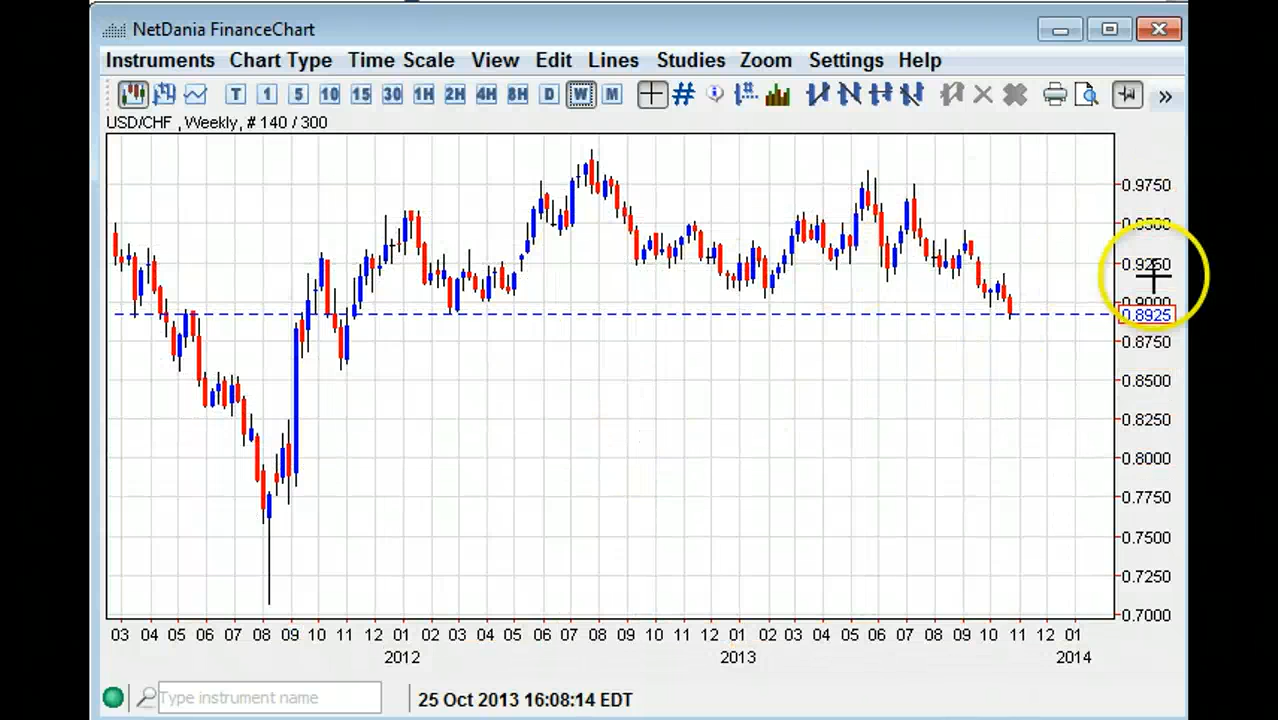 NetDania FinanceChart
Instruments Chart Type Time Scale View Edit Lines Studies Zoom Settings Help
T 1 5 10 15 30 1H 2H 4H 8H D W M
USD/CHF , Weekly, # 140 / 300
0.9750
0.9500
0.9250
0.9000
0.8925
0.8750
0.8500
0.8250
0.8000
0.7750
0.7500
0.7250
0.7000
03 04 05 06 07 08 09 10 11 12 01 02 03 04 05 06 07 08 09 10 11 12 01 02 03 04 05 06 07 08 09 10 11 12 01
2012 2013 2014
Type instrument name
25 Oct 2013 16:08:14 EDT